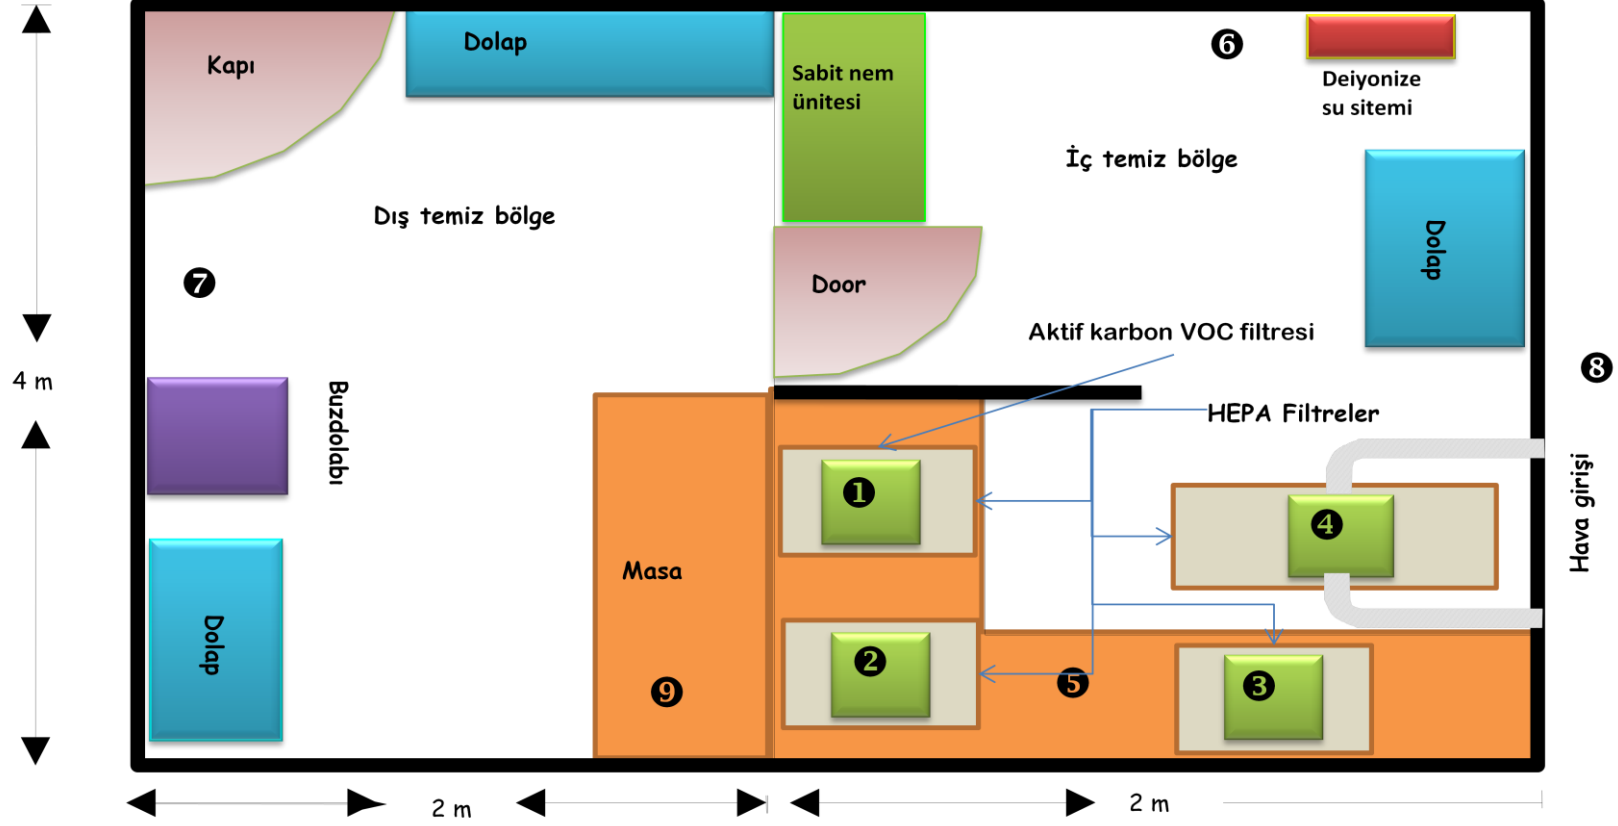 Kapı
Dolap
Sabit nem
ünitesi
❻
Deiyonize
su sitemi
İç temiz bölge
Dış temiz bölge
Dolap
❼
Door
Aktif karbon VOC filtresi
❽
4 m
Buzdolabı
HEPA Filtreler
Hava girişi
❶
❹
Masa
Dolap
❷
❺
❸
❾
2 m
2 m